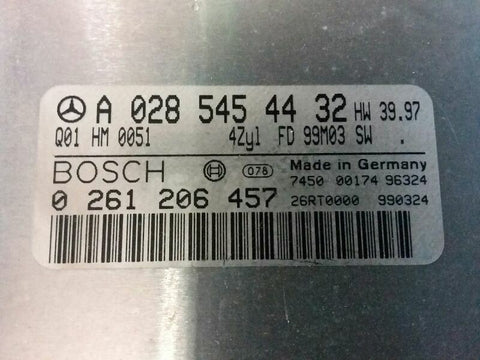 A 028 545 44 32 HW 39.97
Q01 HM 0051 4Zyl FD 99M03 SW .
BOSCH 078 Made in Germany
7450 00174 96324
0 261 206 457 26RT0000 990324